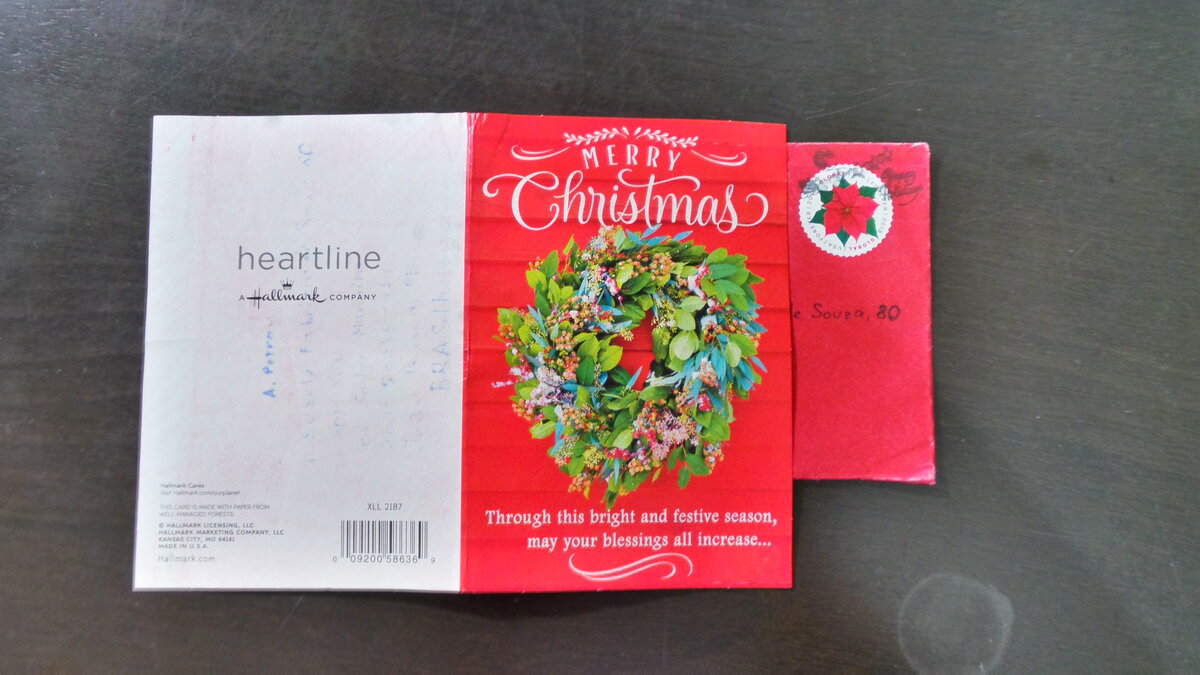 heartline
A Hallmark COMPANY
A. Petrov
BRASIL
Hallmark Cares
Visit Hallmark.com/ourplanet
THIS CARD IS MADE WITH PAPER FROM
WELL-MANAGED FORESTS.
© HALLMARK LICENSING, LLC
HALLMARK MARKETING COMPANY, LLC
KANSAS CITY, MO 64141
MADE IN U.S.A.
Hallmark.com
XLL 2187
0 09200 58636 9
MERRY
Christmas
Through this bright and festive season,
may your blessings all increase...
GLOBAL
de Souza, 80